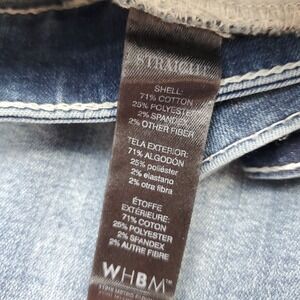 STRAIGHT
SHELL:
71% COTTON
25% POLYESTER
2% SPANDEX
2% OTHER FIBER
TELA EXTERIOR:
71% ALGODÓN
25% poliéster
2% elastano
2% otra fibra
ÉTOFFE
EXTÉRIEURE:
71% COTON
25% POLYESTER
2% SPANDEX
2% AUTRE FIBRE
WHBM™